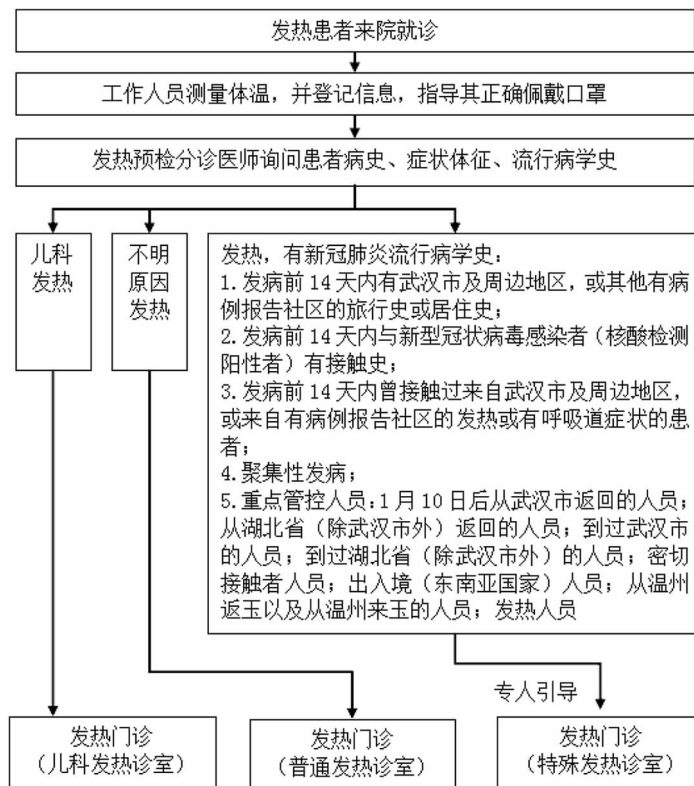 发热患者来院就诊
工作人员测量体温，并登记信息，指导其正确佩戴口罩
发热预检分诊医师询问患者病史、症状体征、流行病学史
儿科
发热
不明
原因
发热
发热，有新冠肺炎流行病学史：
1.发病前14天内有武汉市及周边地区，或其他有病
例报告社区的旅行史或居住史；
2.发病前14天内与新型冠状病毒感染者（核酸检测
阳性者）有接触史；
3.发病前14天内曾接触过来自武汉市及周边地区，
或来自有病例报告社区的发热或有呼吸道症状的患
者；
4.聚集性发病；
5.重点管控人员：1月10日后从武汉市返回的人员；
从湖北省（除武汉市外）返回的人员；到过武汉市
的人员；到过湖北省（除武汉市外）的人员；密切
接触者人员；出入境（东南亚国家）人员；从温州
返玉以及从温州来玉的人员；发热人员
专人引导
发热门诊
（儿科发热诊室）
发热门诊
（普通发热诊室）
发热门诊
（特殊发热诊室）